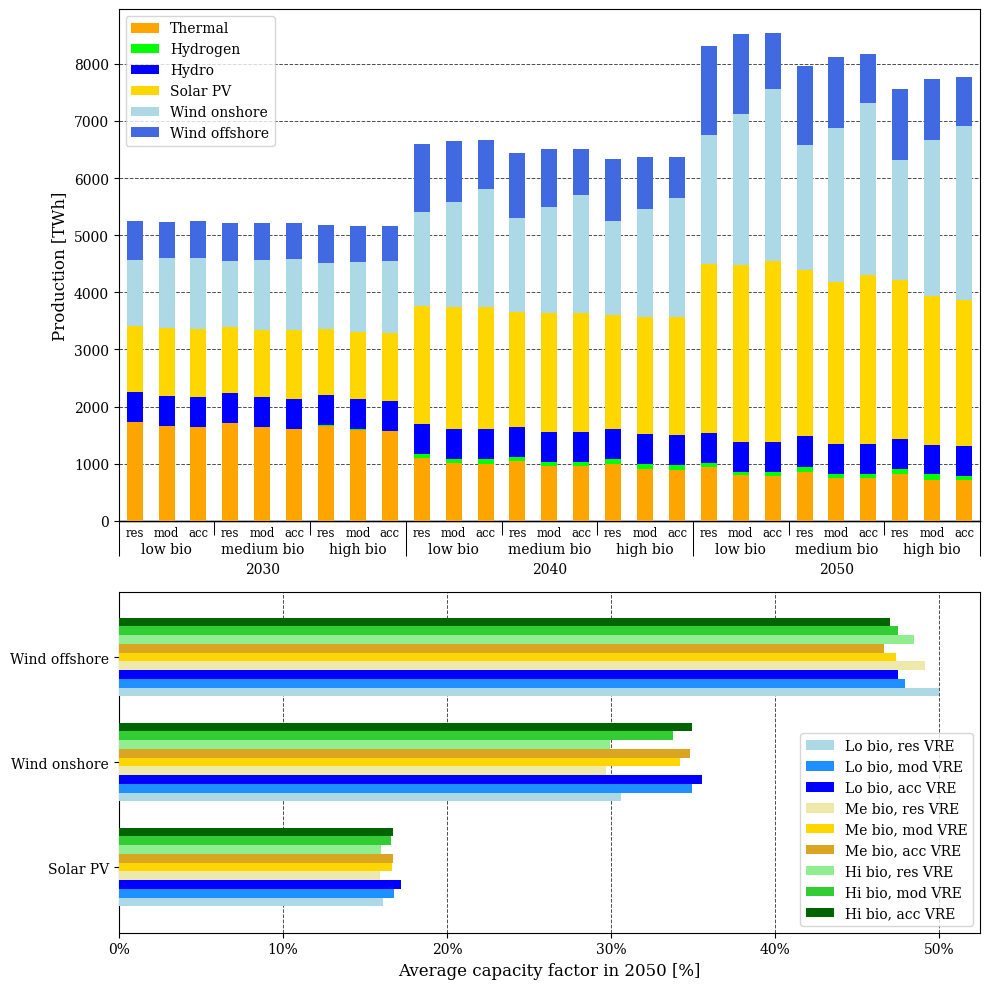 Thermal
Hydrogen
Hydro
Solar PV
Wind onshore
Wind offshore
Production [TWh]
8000
7000
6000
5000
4000
3000
2000
1000
0
res mod acc res mod acc res mod acc res mod acc res mod acc res mod acc res mod acc res mod acc res mod acc
low bio medium bio high bio low bio medium bio high bio low bio medium bio high bio
2030 2040 2050
Wind offshore
Wind onshore
Solar PV
Lo bio, res VRE
Lo bio, mod VRE
Lo bio, acc VRE
Me bio, res VRE
Me bio, mod VRE
Me bio, acc VRE
Hi bio, res VRE
Hi bio, mod VRE
Hi bio, acc VRE
0% 10% 20% 30% 40% 50%
Average capacity factor in 2050 [%]